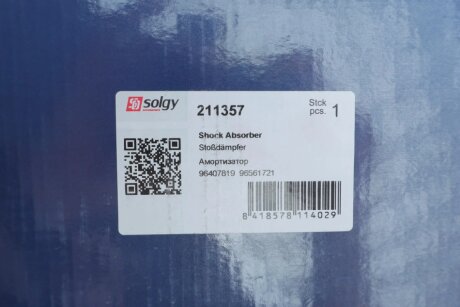 solgy
211357
Stck
pcs. 1
Shock Absorber
Stoßdämpfer
Амортизатор
96407819 96561721
8 418578 114029